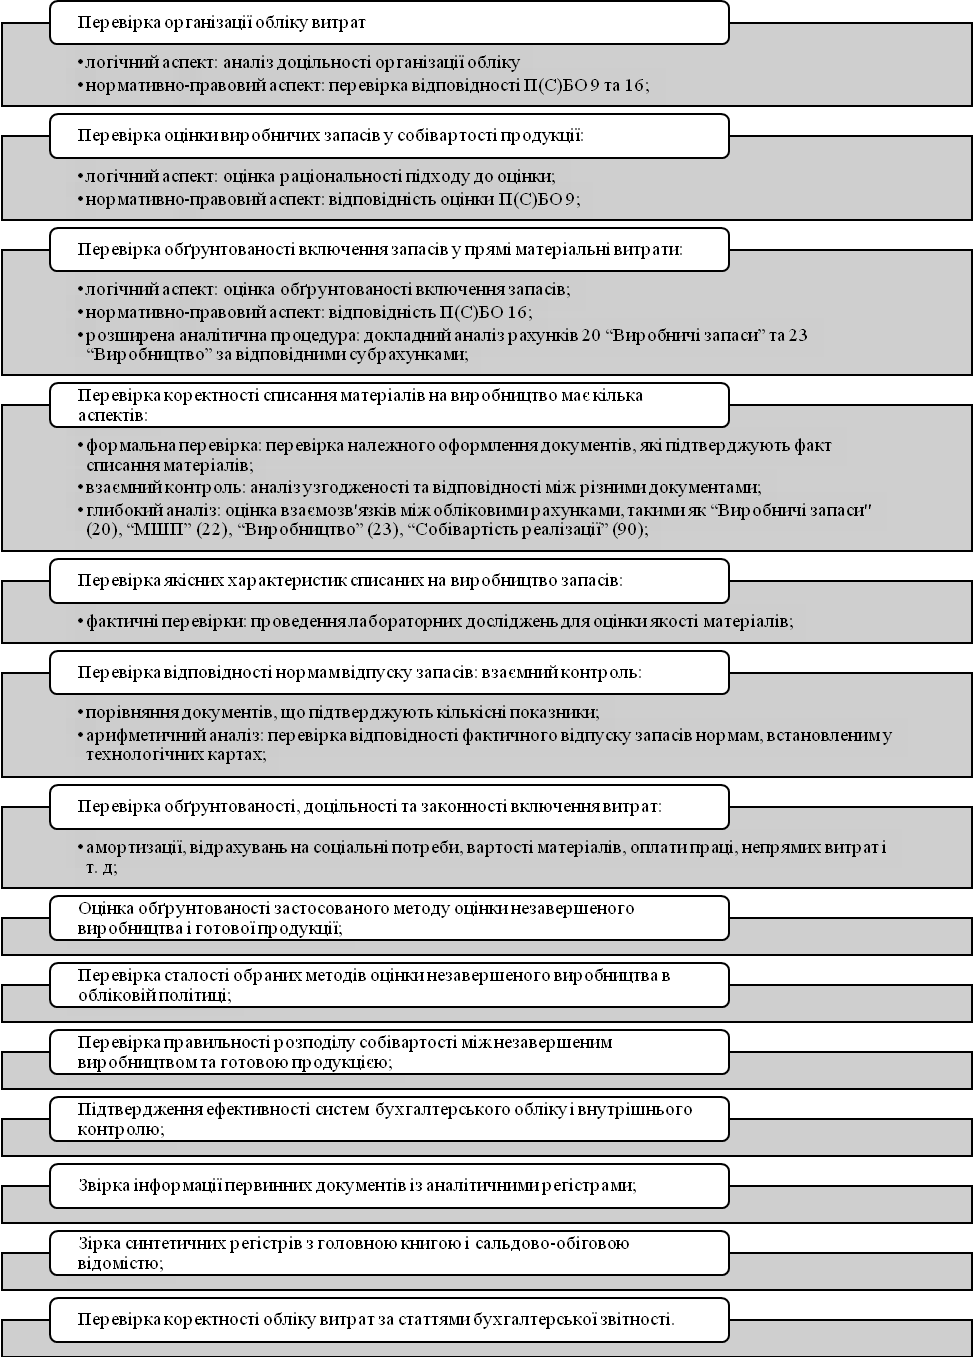 Перевірка організації обліку витрат
•логічний аспект: аналіз доцільності організації обліку
•нормативно-правовий аспект: перевірка відповідності П(С)БО 9 та 16;
Перевірка оцінки виробничих запасів у собівартості продукції:
•логічний аспект: оцінка раціональності підходу до оцінки;
•нормативно-правовий аспект: відповідність оцінки П(С)БО 9;
Перевірка обґрунтованості включення запасів у прямі матеріальні витрати:
•логічний аспект: оцінка обґрунтованості включення запасів;
•нормативно-правовий аспект: відповідність П(С)БО 16;
•розширена аналітична процедура: докладний аналіз рахунків 20 “Виробничі запаси” та 23
“Виробництво” за відповідними субрахунками;
Перевірка коректності списання матеріалів на виробництво має кілька
аспектів:
•формальна перевірка: перевірка належного оформлення документів, які підтверджують факт
списання матеріалів;
•взаємний контроль: аналіз узгодженості та відповідності між різними документами;
•глибокий аналіз: оцінка взаємозв'язків між обліковими рахунками, такими як “Виробничі запаси"
(20), “МШП” (22), “Виробництво” (23), “Собівартість реалізації” (90);
Перевірка якісних характеристик списаних на виробництво запасів:
•фактичні перевірки: проведення лабораторних досліджень для оцінки якості матеріалів;
Перевірка відповідності нормам відпуску запасів: взаємний контроль:
•порівняння документів, що підтверджують кількісні показники;
•арифметичний аналіз: перевірка відповідності фактичного відпуску запасів нормам, встановленим у
технологічних картах;
Перевірка обґрунтованості, доцільності та законності включення витрат:
•амортизації, відрахувань на соціальні потреби, вартості матеріалів, оплати праці, непрямих витрат і
т. д;
Оцінка обґрунтованості застосованого методу оцінки незавершеного
виробництва і готової продукції;
Перевірка сталості обраних методів оцінки незавершеного виробництва в
обліковій політиці;
Перевірка правильності розподілу собівартості між незавершеним
виробництвом та готовою продукцією;
Підтвердження ефективності систем бухгалтерського обліку і внутрішнього
контролю;
Звірка інформації первинних документів із аналітичними регістрами;
Зірка синтетичних регістрів з головною книгою і сальдово-обіговою
відомістю;
Перевірка коректності обліку витрат за статтями бухгалтерської звітності.